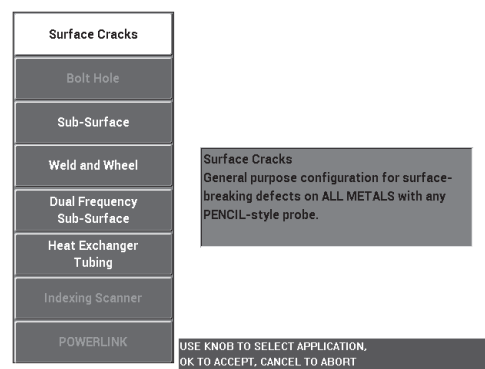 Surface Cracks
Bolt Hole
Sub-Surface
Weld and Wheel
Dual Frequency
Sub-Surface
Heat Exchanger
Tubing
Indexing Scanner
POWERLINK
Surface Cracks
General purpose configuration for surface-
breaking defects on ALL METALS with any
PENCIL-style probe.
USE KNOB TO SELECT APPLICATION,
OK TO ACCEPT, CANCEL TO ABORT